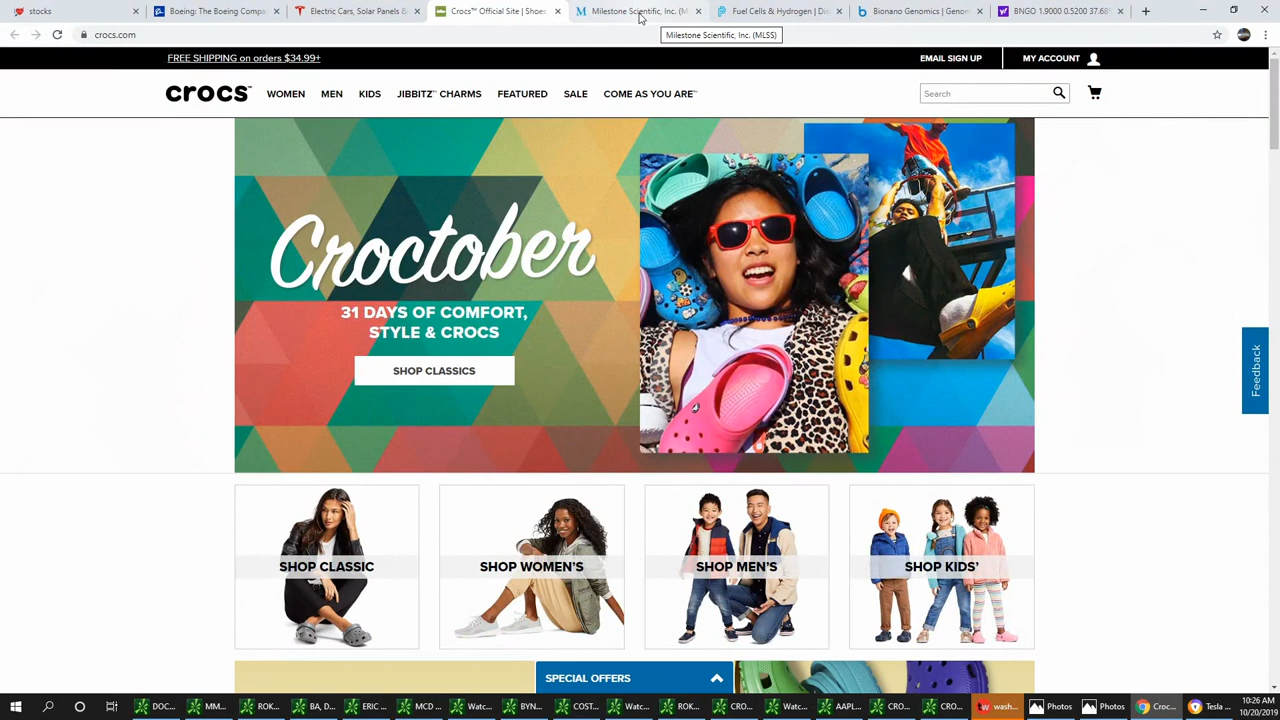 stocks
Boeing: The Boeing Compa
Electric Cars, Solar Panels &
Crocs™ Official Site | Shoes,
Milestone Scientific, Inc. (M
Fuel Cells & Hydrogen | Da
Bionano Genomics | Genom
BNGO 1.9000 0.5200 37.68%
crocs.com
Milestone Scientific, Inc. (MLSS)
FREE SHIPPING on orders $34.99+
EMAIL SIGN UP
MY ACCOUNT
crocs™
WOMEN
MEN
KIDS
JIBBITZ™ CHARMS
FEATURED
SALE
COME AS YOU ARE™
Search
Croctober
31 DAYS OF COMFORT,
STYLE & CROCS
SHOP CLASSICS
Feedback
SHOP CLASSIC
SHOP WOMEN'S
SHOP MEN'S
SHOP KIDS'
SPECIAL OFFERS
DOC...
MM...
ROK...
BA, D...
ERIC ...
MCD ...
Watc...
BYN...
COST...
Watc...
ROK...
CRO...
Watc...
AAPL...
CRO...
CRO...
tw wash...
Photos
Photos
Croc...
Tesla ...
10:26 AM
10/20/2019